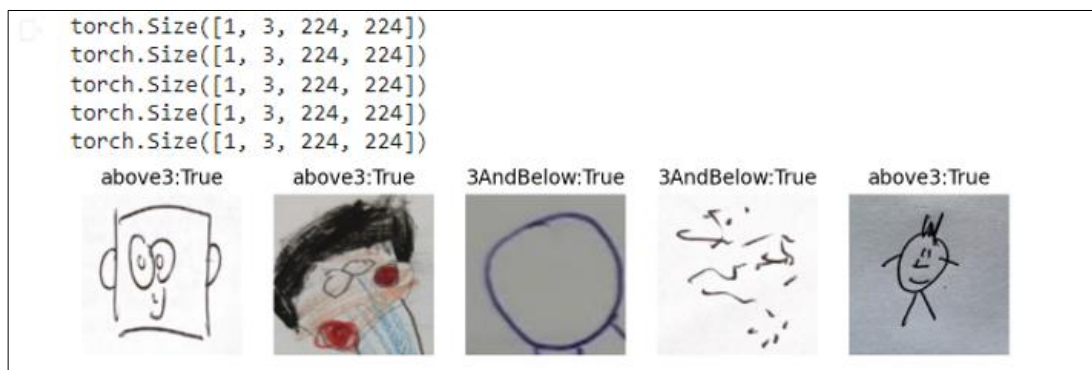 torch.Size([1, 3, 224, 224])
torch.Size([1, 3, 224, 224])
torch.Size([1, 3, 224, 224])
torch.Size([1, 3, 224, 224])
torch.Size([1, 3, 224, 224])
above3:True above3:True 3AndBelow:True 3AndBelow:True above3:True